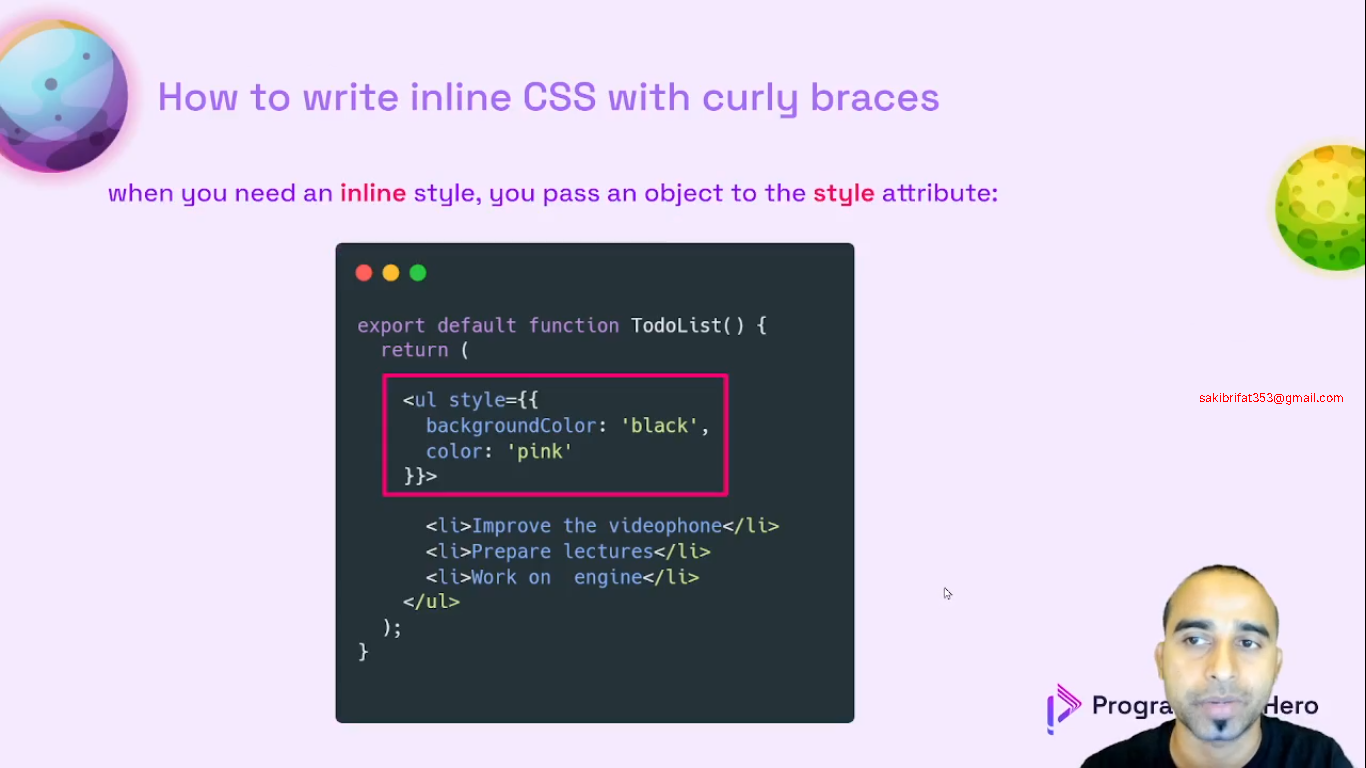 How to write inline CSS with curly braces
when you need an inline style, you pass an object to the style attribute:
export default function TodoList() {
  return (
    <ul style={{
      backgroundColor: 'black',
      color: 'pink'
    }}>
      <li>Improve the videophone</li>
      <li>Prepare lectures</li>
      <li>Work on  engine</li>
    </ul>
  );
}
sakibrifat353@gmail.com
Hero